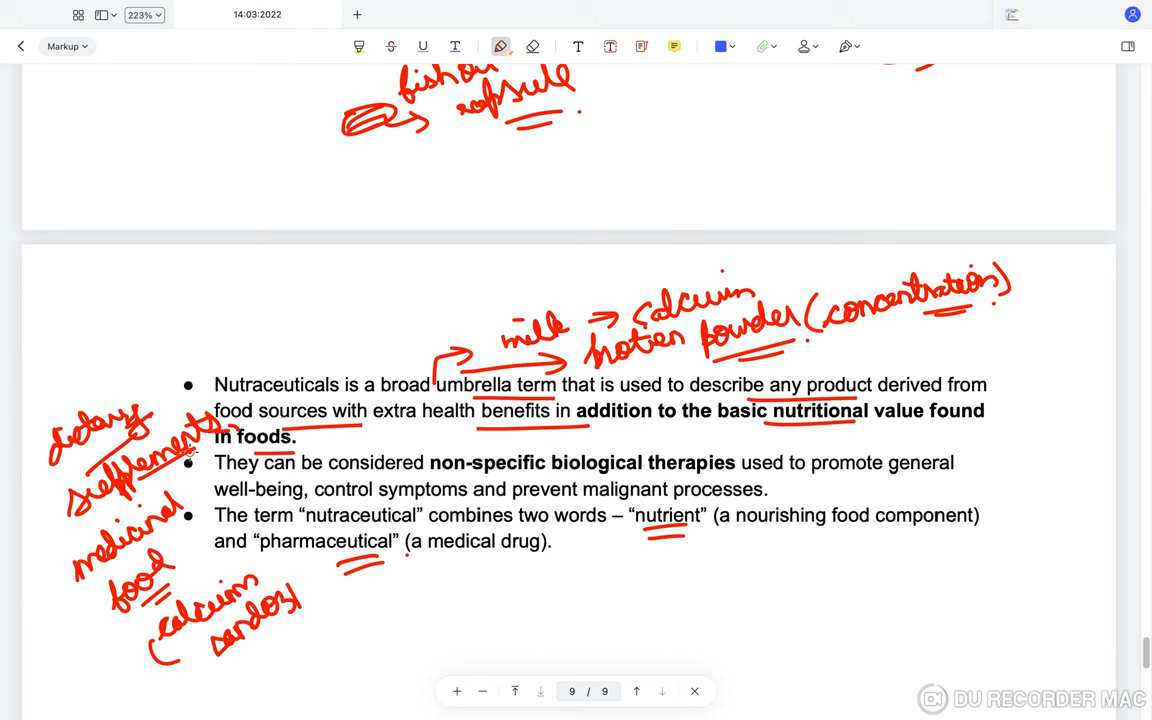 223%
14:03:2022
Markup
fishoil
capsule
milk → calcium
protien powder (concentration)
● Nutraceuticals is a broad umbrella term that is used to describe any product derived from
food sources with extra health benefits in addition to the basic nutritional value found
in foods.
● They can be considered non-specific biological therapies used to promote general
well-being, control symptoms and prevent malignant processes.
● The term “nutraceutical” combines two words – “nutrient” (a nourishing food component)
and “pharmaceutical” (a medical drug).
dietary
supplements
medicinal
food
(calcium
sandos)
9 / 9
DU RECORDER MAC